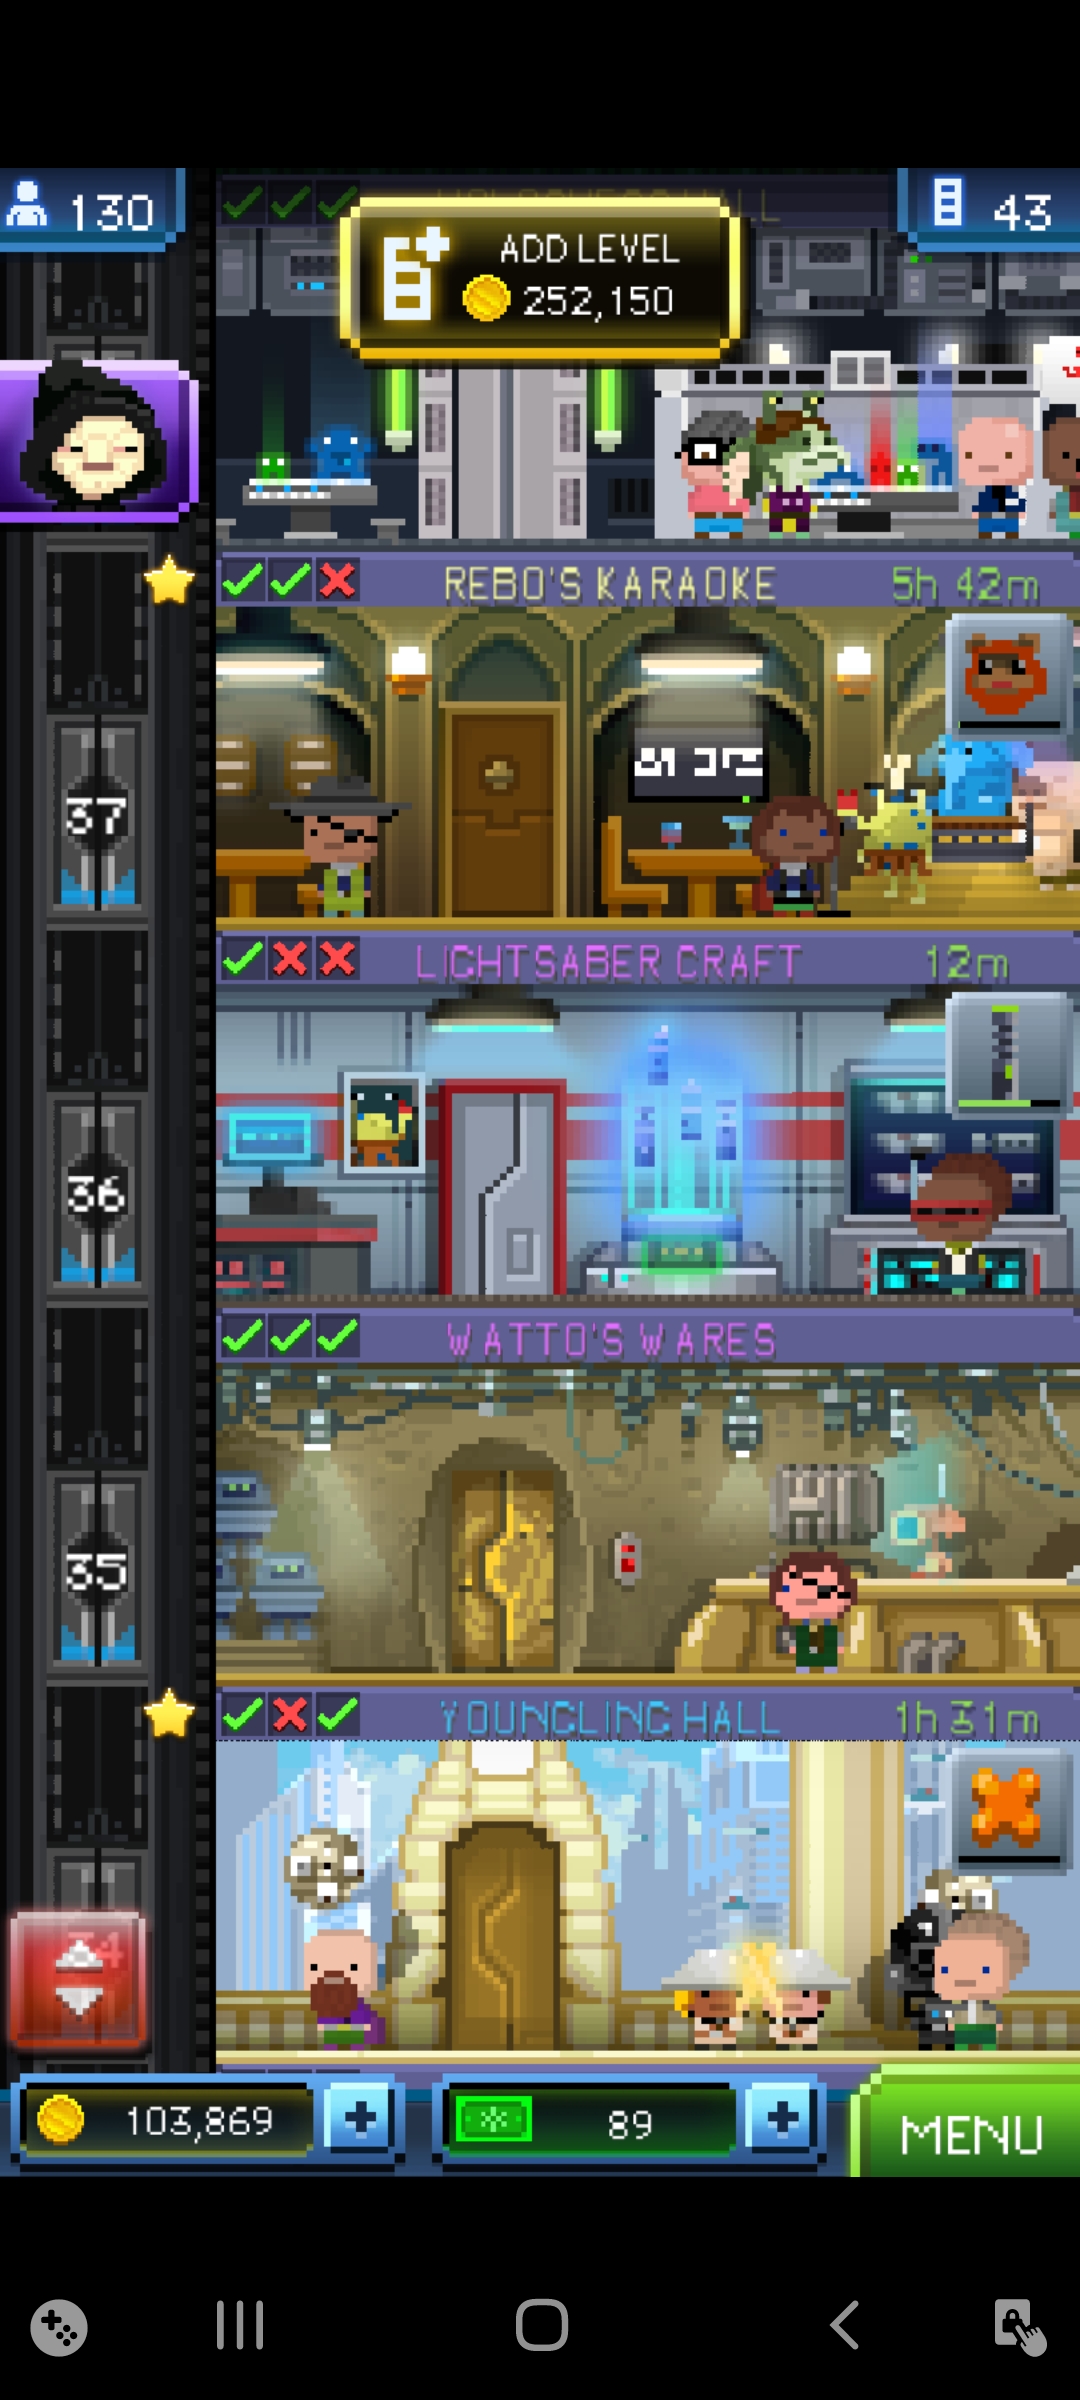 130
ADD LEVEL
252,150
43
REBO'S KARAOKE 5h 42m
37
LIGHTSABER CRAFT 12m
36
WATTO'S WARES
35
YOUNGLING HALL 1h 31m
34
103,869
89
MENU